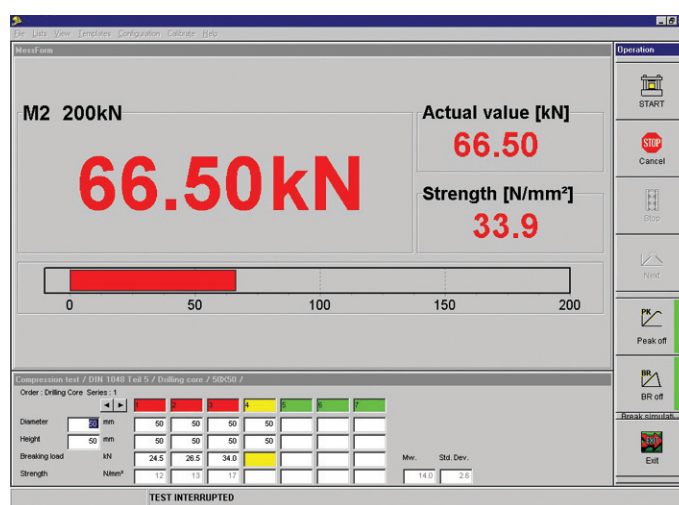 File Lists View Templates Configuration Calibrate Help
MessForm
Operation
M2 200kN
66.50kN
Actual value [kN]
66.50
Strength [N/mm²]
33.9
0 50 100 150 200
START
STOP
Cancel
Stop
Next
PK
Peak off
BR
BR off
Break simulati..
Exit
Compression test / DIN 1048 Teil 5 / Drilling core / 50X50 /
Order : Drilling Core Series : 1
1 2 3 4 5 6 7
Diameter 50 mm 50 50 50 50
Height 50 mm 50 50 50 50
Breaking load kN 24.5 26.5 34.0 Mw. Std. Dev.
Strength N/mm² 12 13 17 14.0 2.6
TEST INTERRUPTED